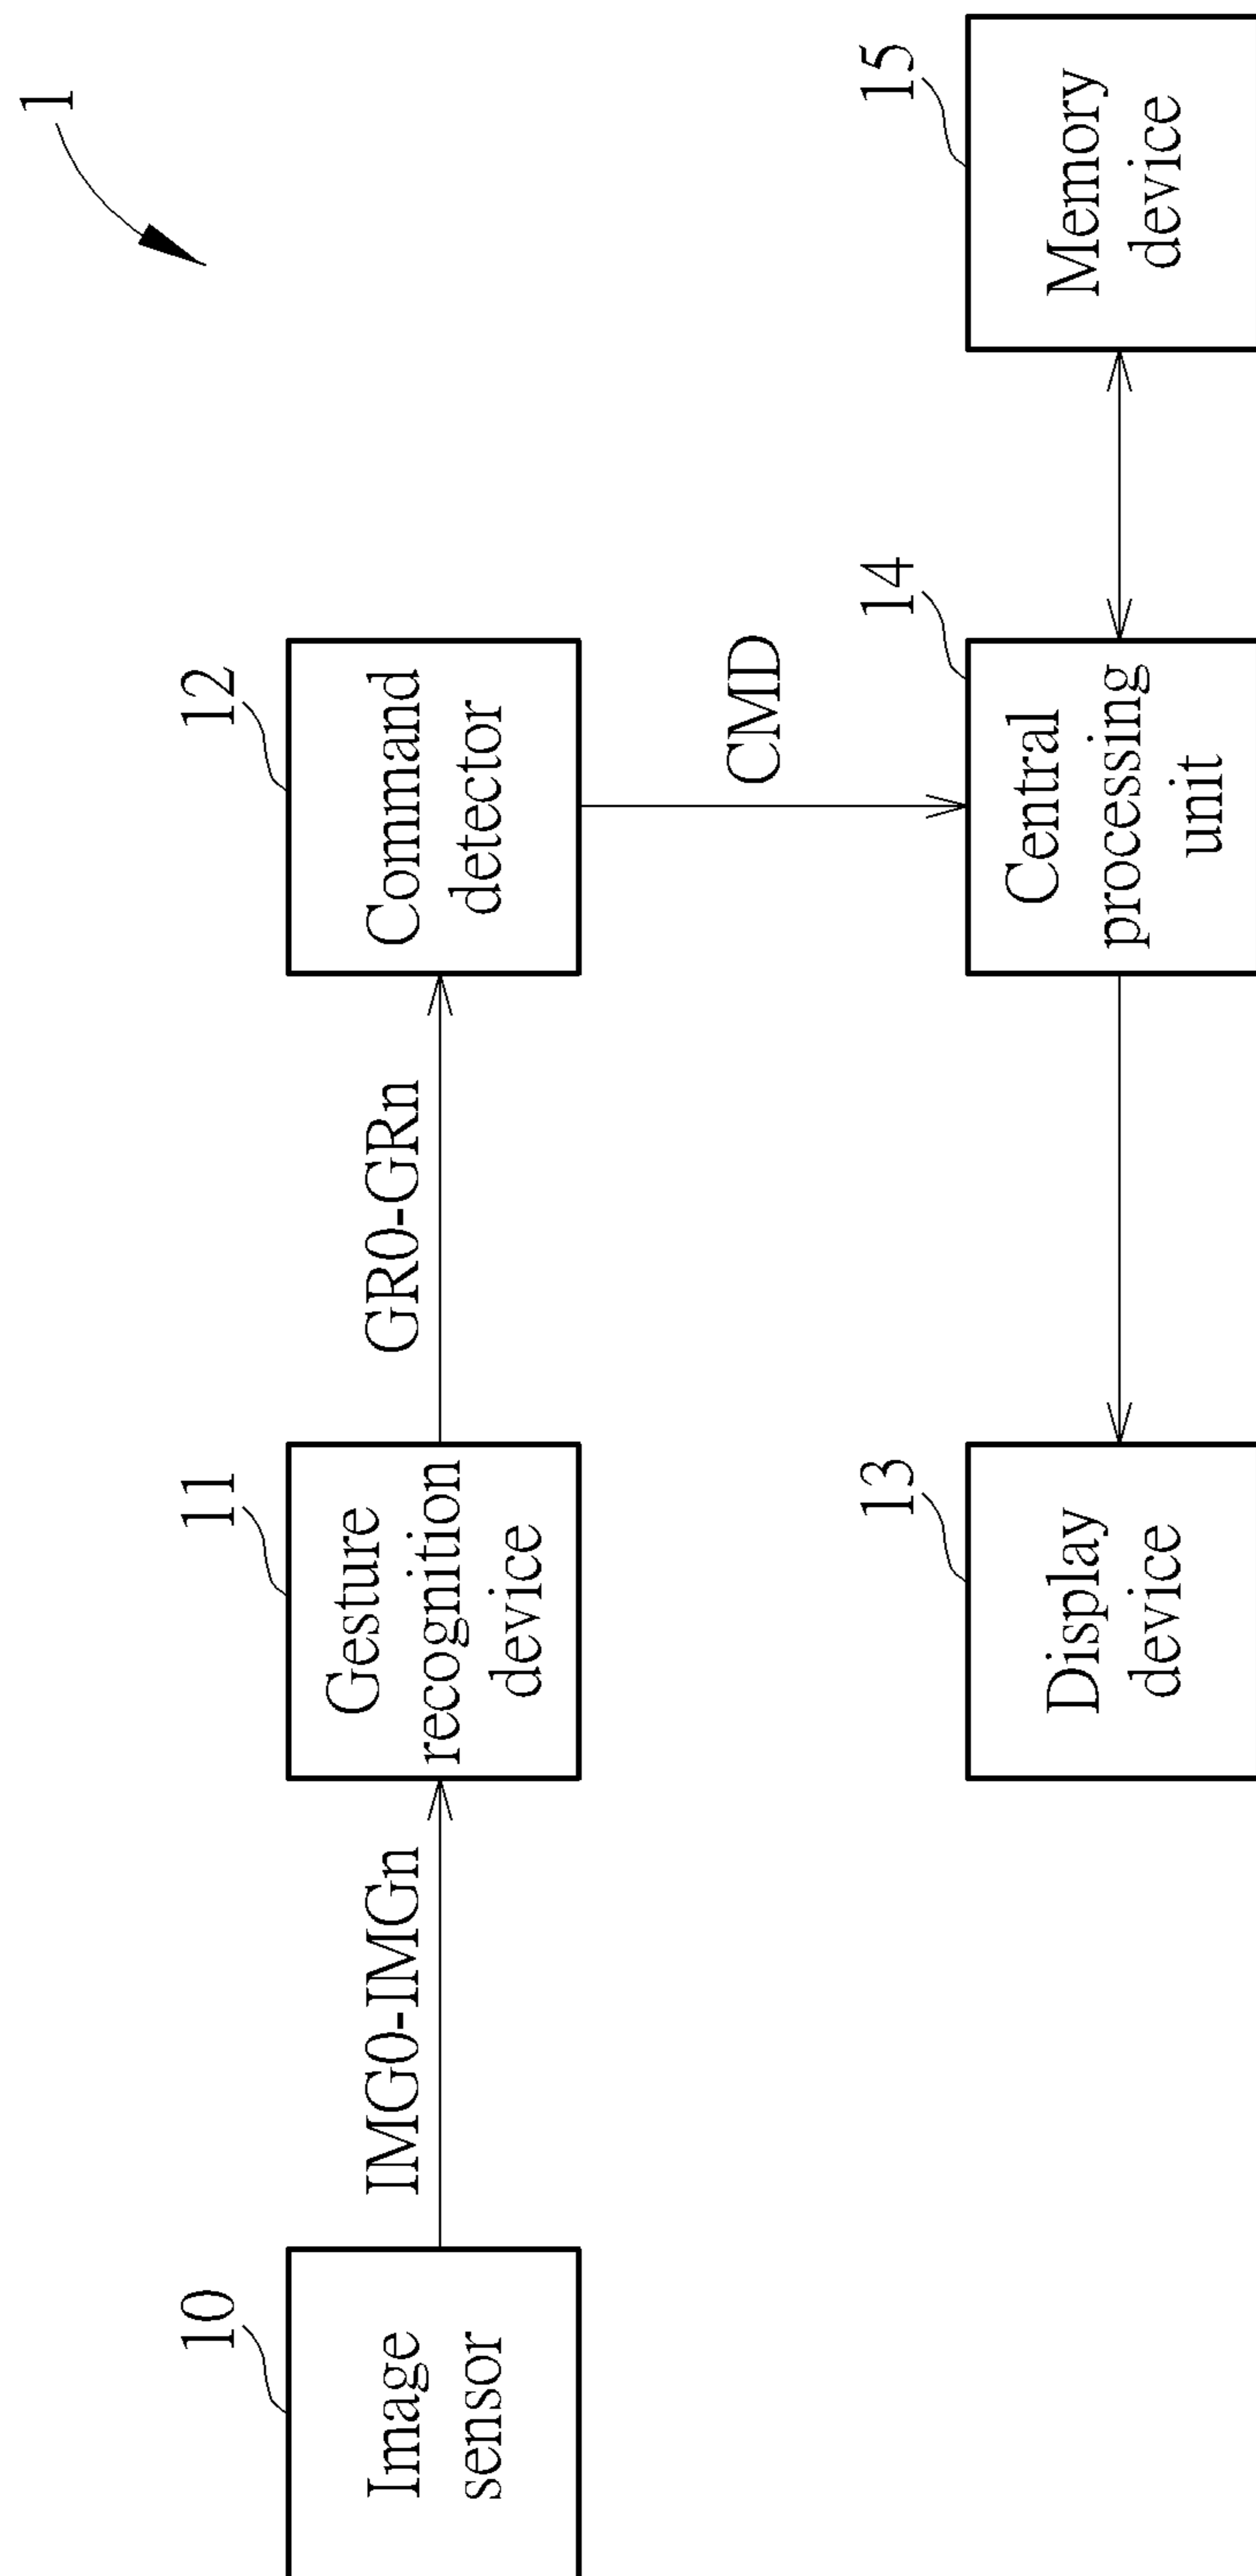 1
10
Image
sensor
IMG0-IMGn
11
Gesture
recognition
device
GR0-GRn
12
Command
detector
CMD
13
Display
device
14
Central
processing
unit
15
Memory
device